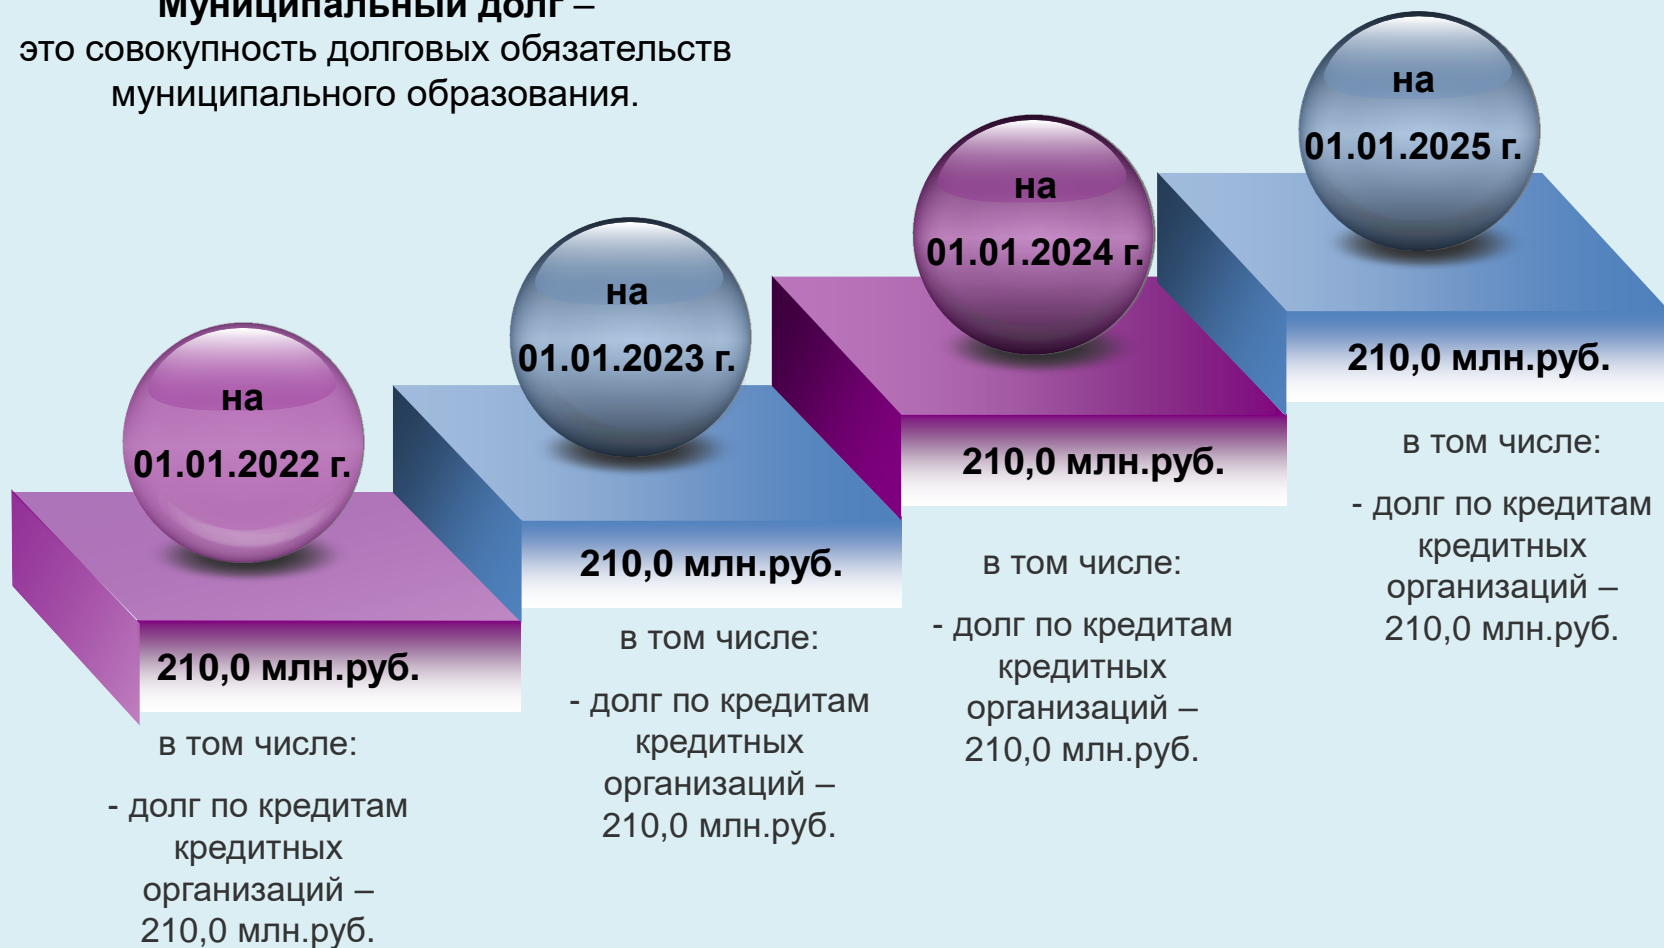 Муниципальный долг –
это совокупность долговых обязательств
муниципального образования.
на
01.01.2022 г.
210,0 млн.руб.
в том числе:
- долг по кредитам
кредитных
организаций –
210,0 млн.руб.
на
01.01.2023 г.
210,0 млн.руб.
в том числе:
- долг по кредитам
кредитных
организаций –
210,0 млн.руб.
на
01.01.2024 г.
210,0 млн.руб.
в том числе:
- долг по кредитам
кредитных
организаций –
210,0 млн.руб.
на
01.01.2025 г.
210,0 млн.руб.
в том числе:
- долг по кредитам
кредитных
организаций –
210,0 млн.руб.